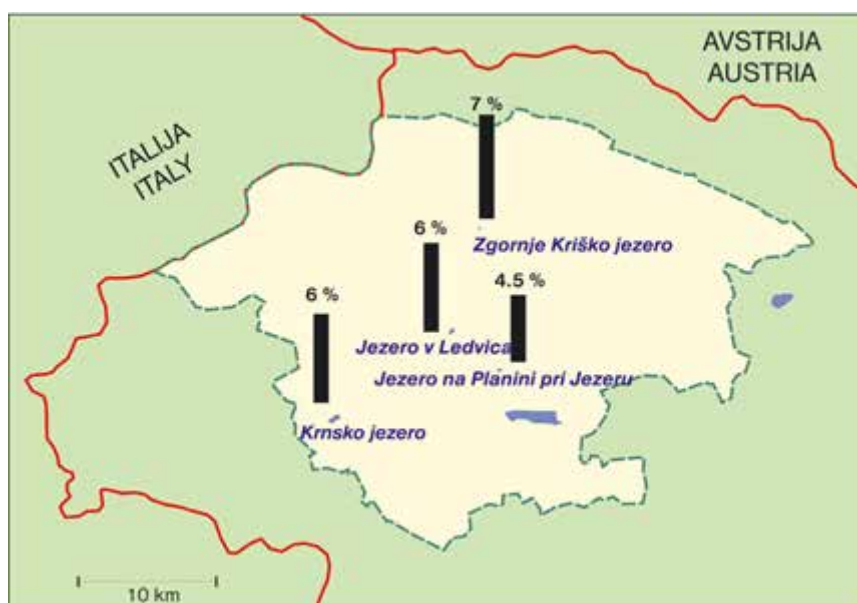 AVSTRIJA
AUSTRIA
ITALIJA
ITALY
7 %
Zgornje Kriško jezero
6 %
4.5 %
6 %
Jezero v Ledvica
Jezero na Planini pri Jezeru
Krnsko jezero
10 km